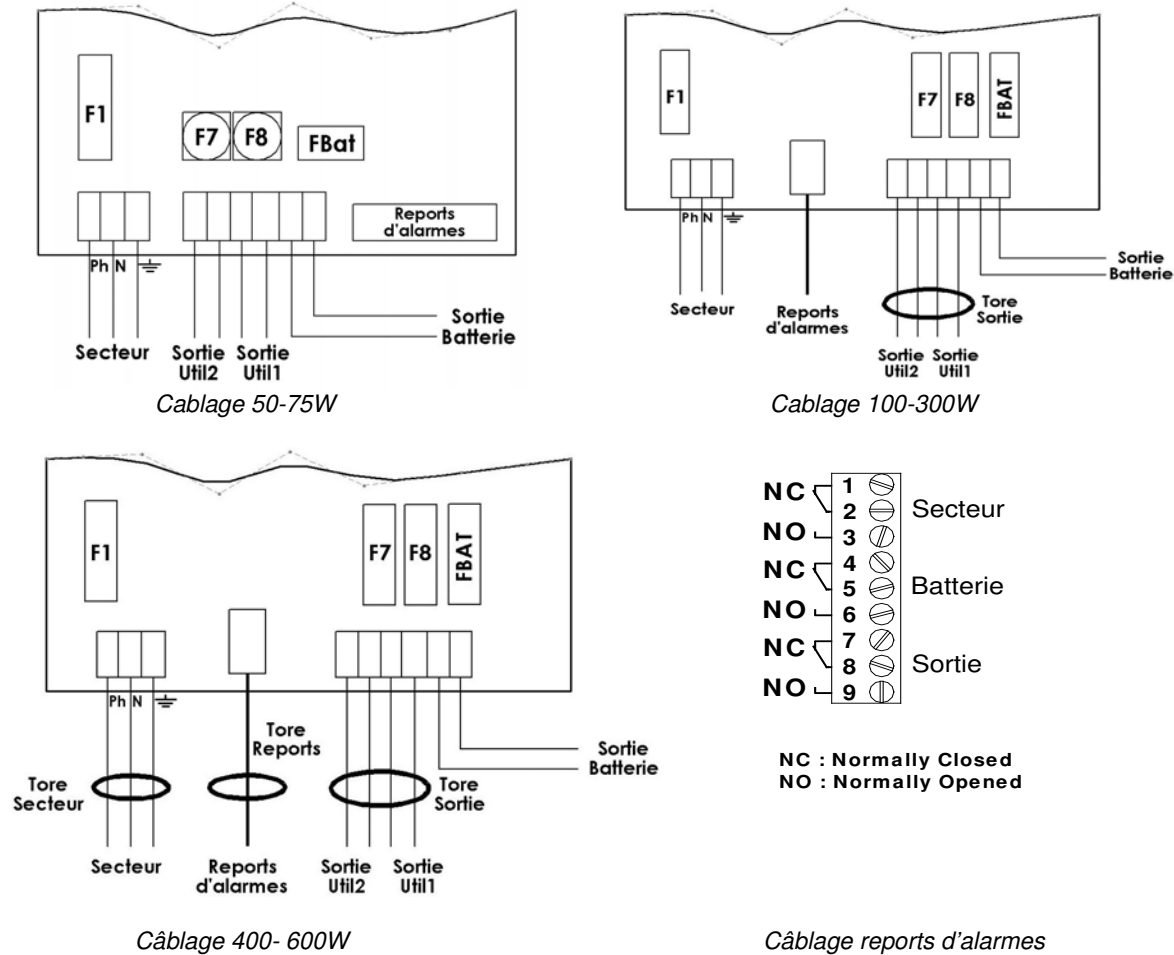 F1
F7
F8
FBat
Reports
d'alarmes
Ph N
Secteur
Sortie
Util2
Sortie
Util1
Sortie
Batterie
Cablage 50-75W
F1
F7
F8
FBAT
Ph N
Secteur
Reports
d'alarmes
Tore
Sortie
Sortie
Util2
Sortie
Util1
Sortie
Batterie
Cablage 100-300W
F1
F7
F8
FBAT
Ph N
Tore
Secteur
Tore
Reports
Tore
Sortie
Sortie
Batterie
Secteur
Reports
d'alarmes
Sortie
Util2
Sortie
Util1
Câblage 400- 600W
NC 1
2 Secteur
NO 3
NC 4
5 Batterie
NO 6
NC 7
8 Sortie
NO 9
NC : Normally Closed
NO : Normally Opened
Câblage reports d'alarmes